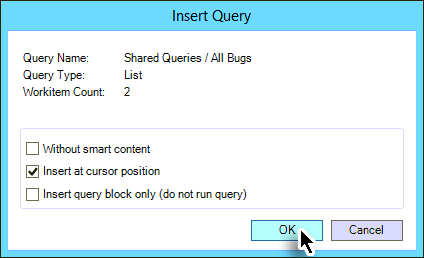 Insert Query
Query Name: Shared Queries / All Bugs
Query Type: List
Workitem Count: 2
Without smart content
Insert at cursor position
Insert query block only (do not run query)
OK Cancel